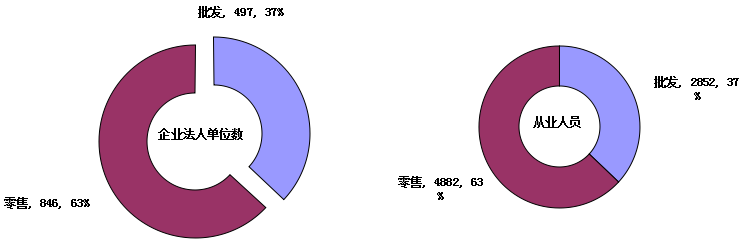 批发, 497, 37%
企业法人单位数
零售, 846, 63%
批发, 2852, 37
%
从业人员
零售, 4882, 63
%